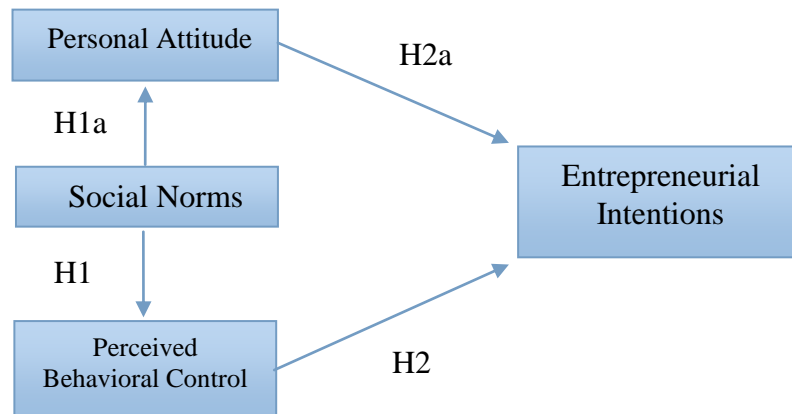 Personal Attitude
H2a
H1a
Entrepreneurial
Intentions
Social Norms
H1
Perceived
Behavioral Control
H2